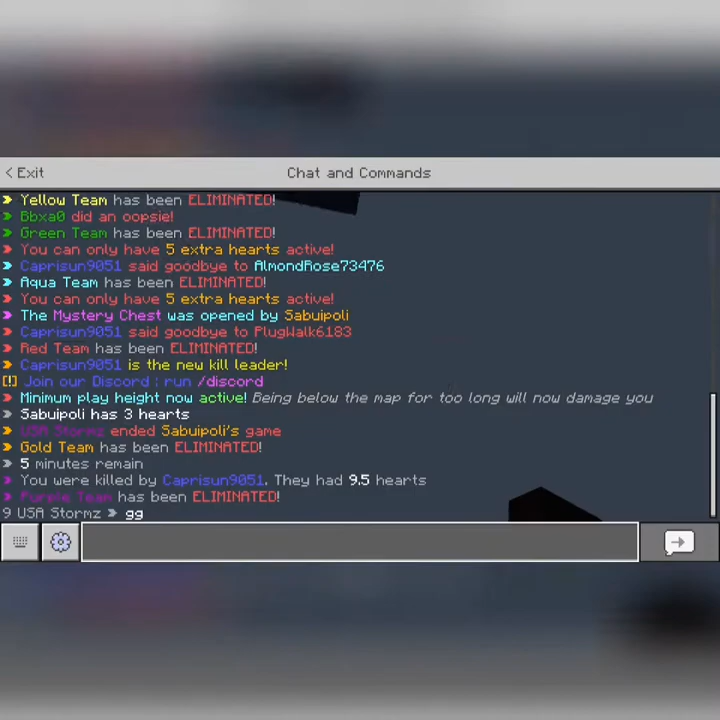 < Exit
Chat and Commands
» Yellow Team has been ELIMINATED!
» Bbxa0 did an oopsie!
» Green Team has been ELIMINATED!
» You can only have 5 extra hearts active!
» Caprisun9051 said goodbye to AlmondRose73476
» Aqua Team has been ELIMINATED!
» You can only have 5 extra hearts active!
» The Mystery Chest was opened by Sabuipoli
» Caprisun9051 said goodbye to PlugWalk6183
» Red Team has been ELIMINATED!
» Caprisun9051 is the new kill leader!
[!] Join our Discord : run /discord
» Minimum play height now active! Being below the map for too long will now damage you
» Sabuipoli has 3 hearts
» USA Stormz ended Sabuipoli's game
» Gold Team has been ELIMINATED!
» 5 minutes remain
» You were killed by Caprisun9051. They had 9.5 hearts
» Purple Team has been ELIMINATED!
9 USA Stormz » gg